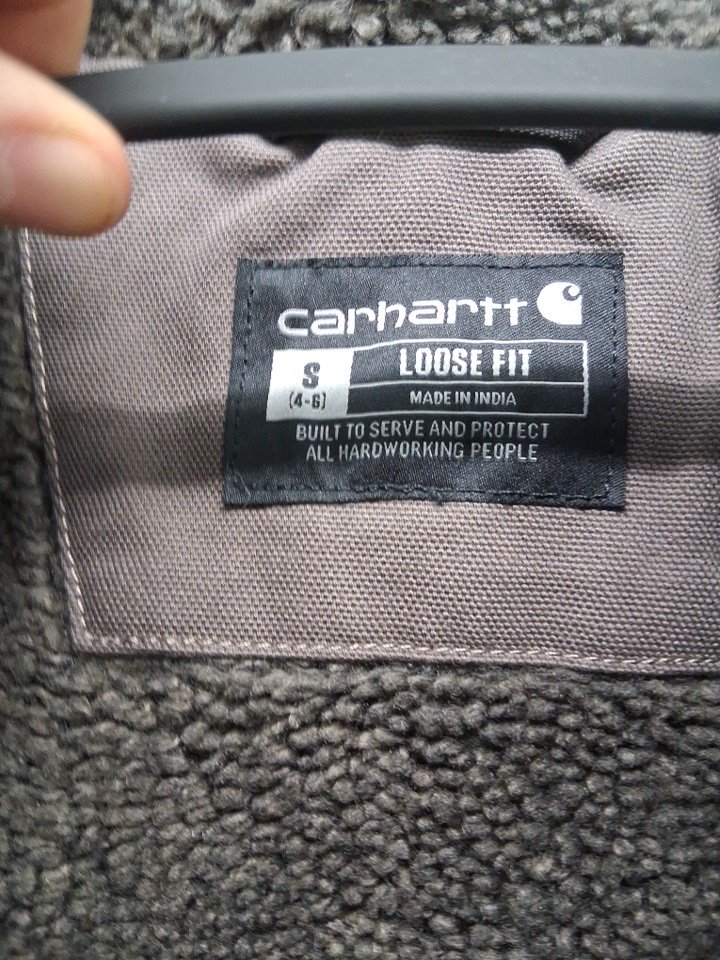 carhartt
S
LOOSE FIT
(4-6)
MADE IN INDIA
BUILT TO SERVE AND PROTECT
ALL HARDWORKING PEOPLE